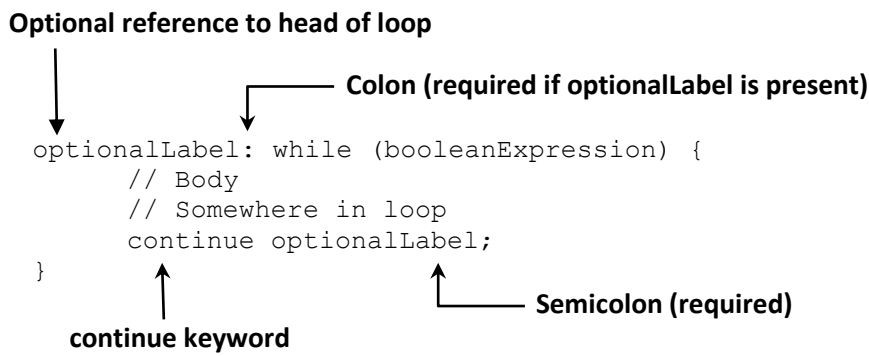 Optional reference to head of loop
Colon (required if optionalLabel is present)
optionalLabel: while (booleanExpression) {
// Body
// Somewhere in loop
continue optionalLabel;
}
Semicolon (required)
continue keyword